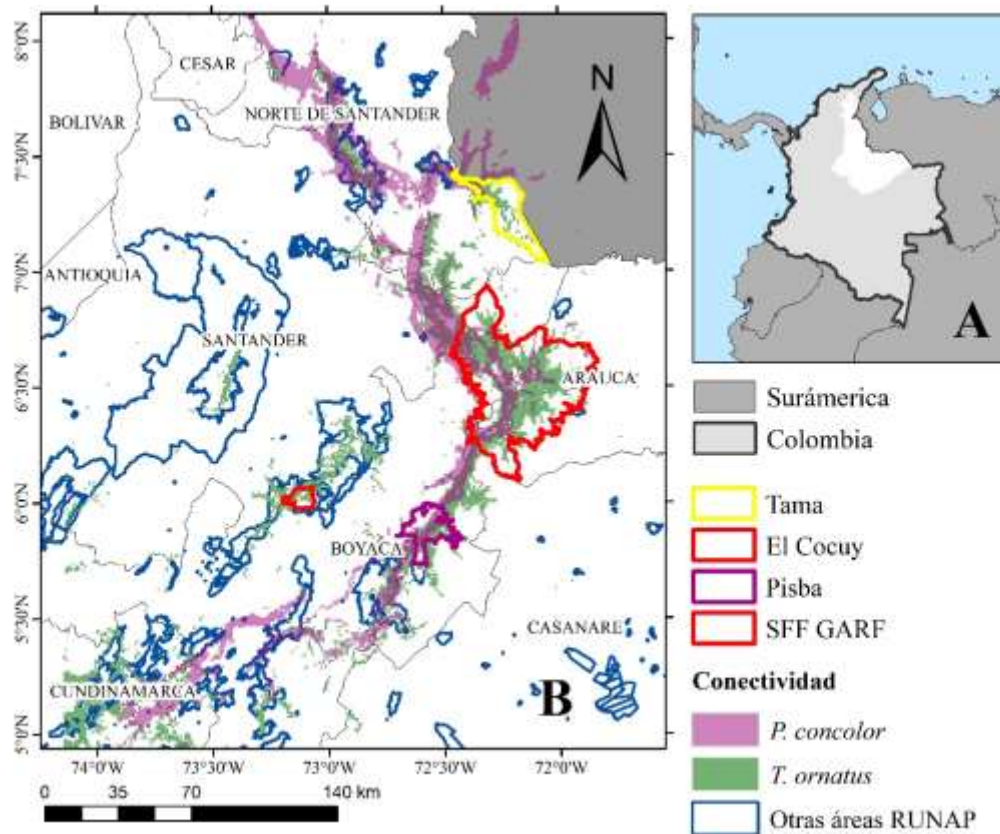 8°0'N
7°30'N
7°0'N
6°30'N
6°0'N
5°30'N
5°0'N
CESAR
BOLIVAR
NORTE DE SANTANDER
N
ANTIOQUIA
SANTANDER
ARAUCA
BOYACA
CASANARE
CUNDINAMARCA
B
74°0'W
73°30'W
73°0'W
72°30'W
72°0'W
0 35 70 140 km
A
Surámerica
Colombia
Tama
El Cocuy
Pisba
SFF GARF
Conectividad
P. concolor
T. ornatus
Otras áreas RUNAP